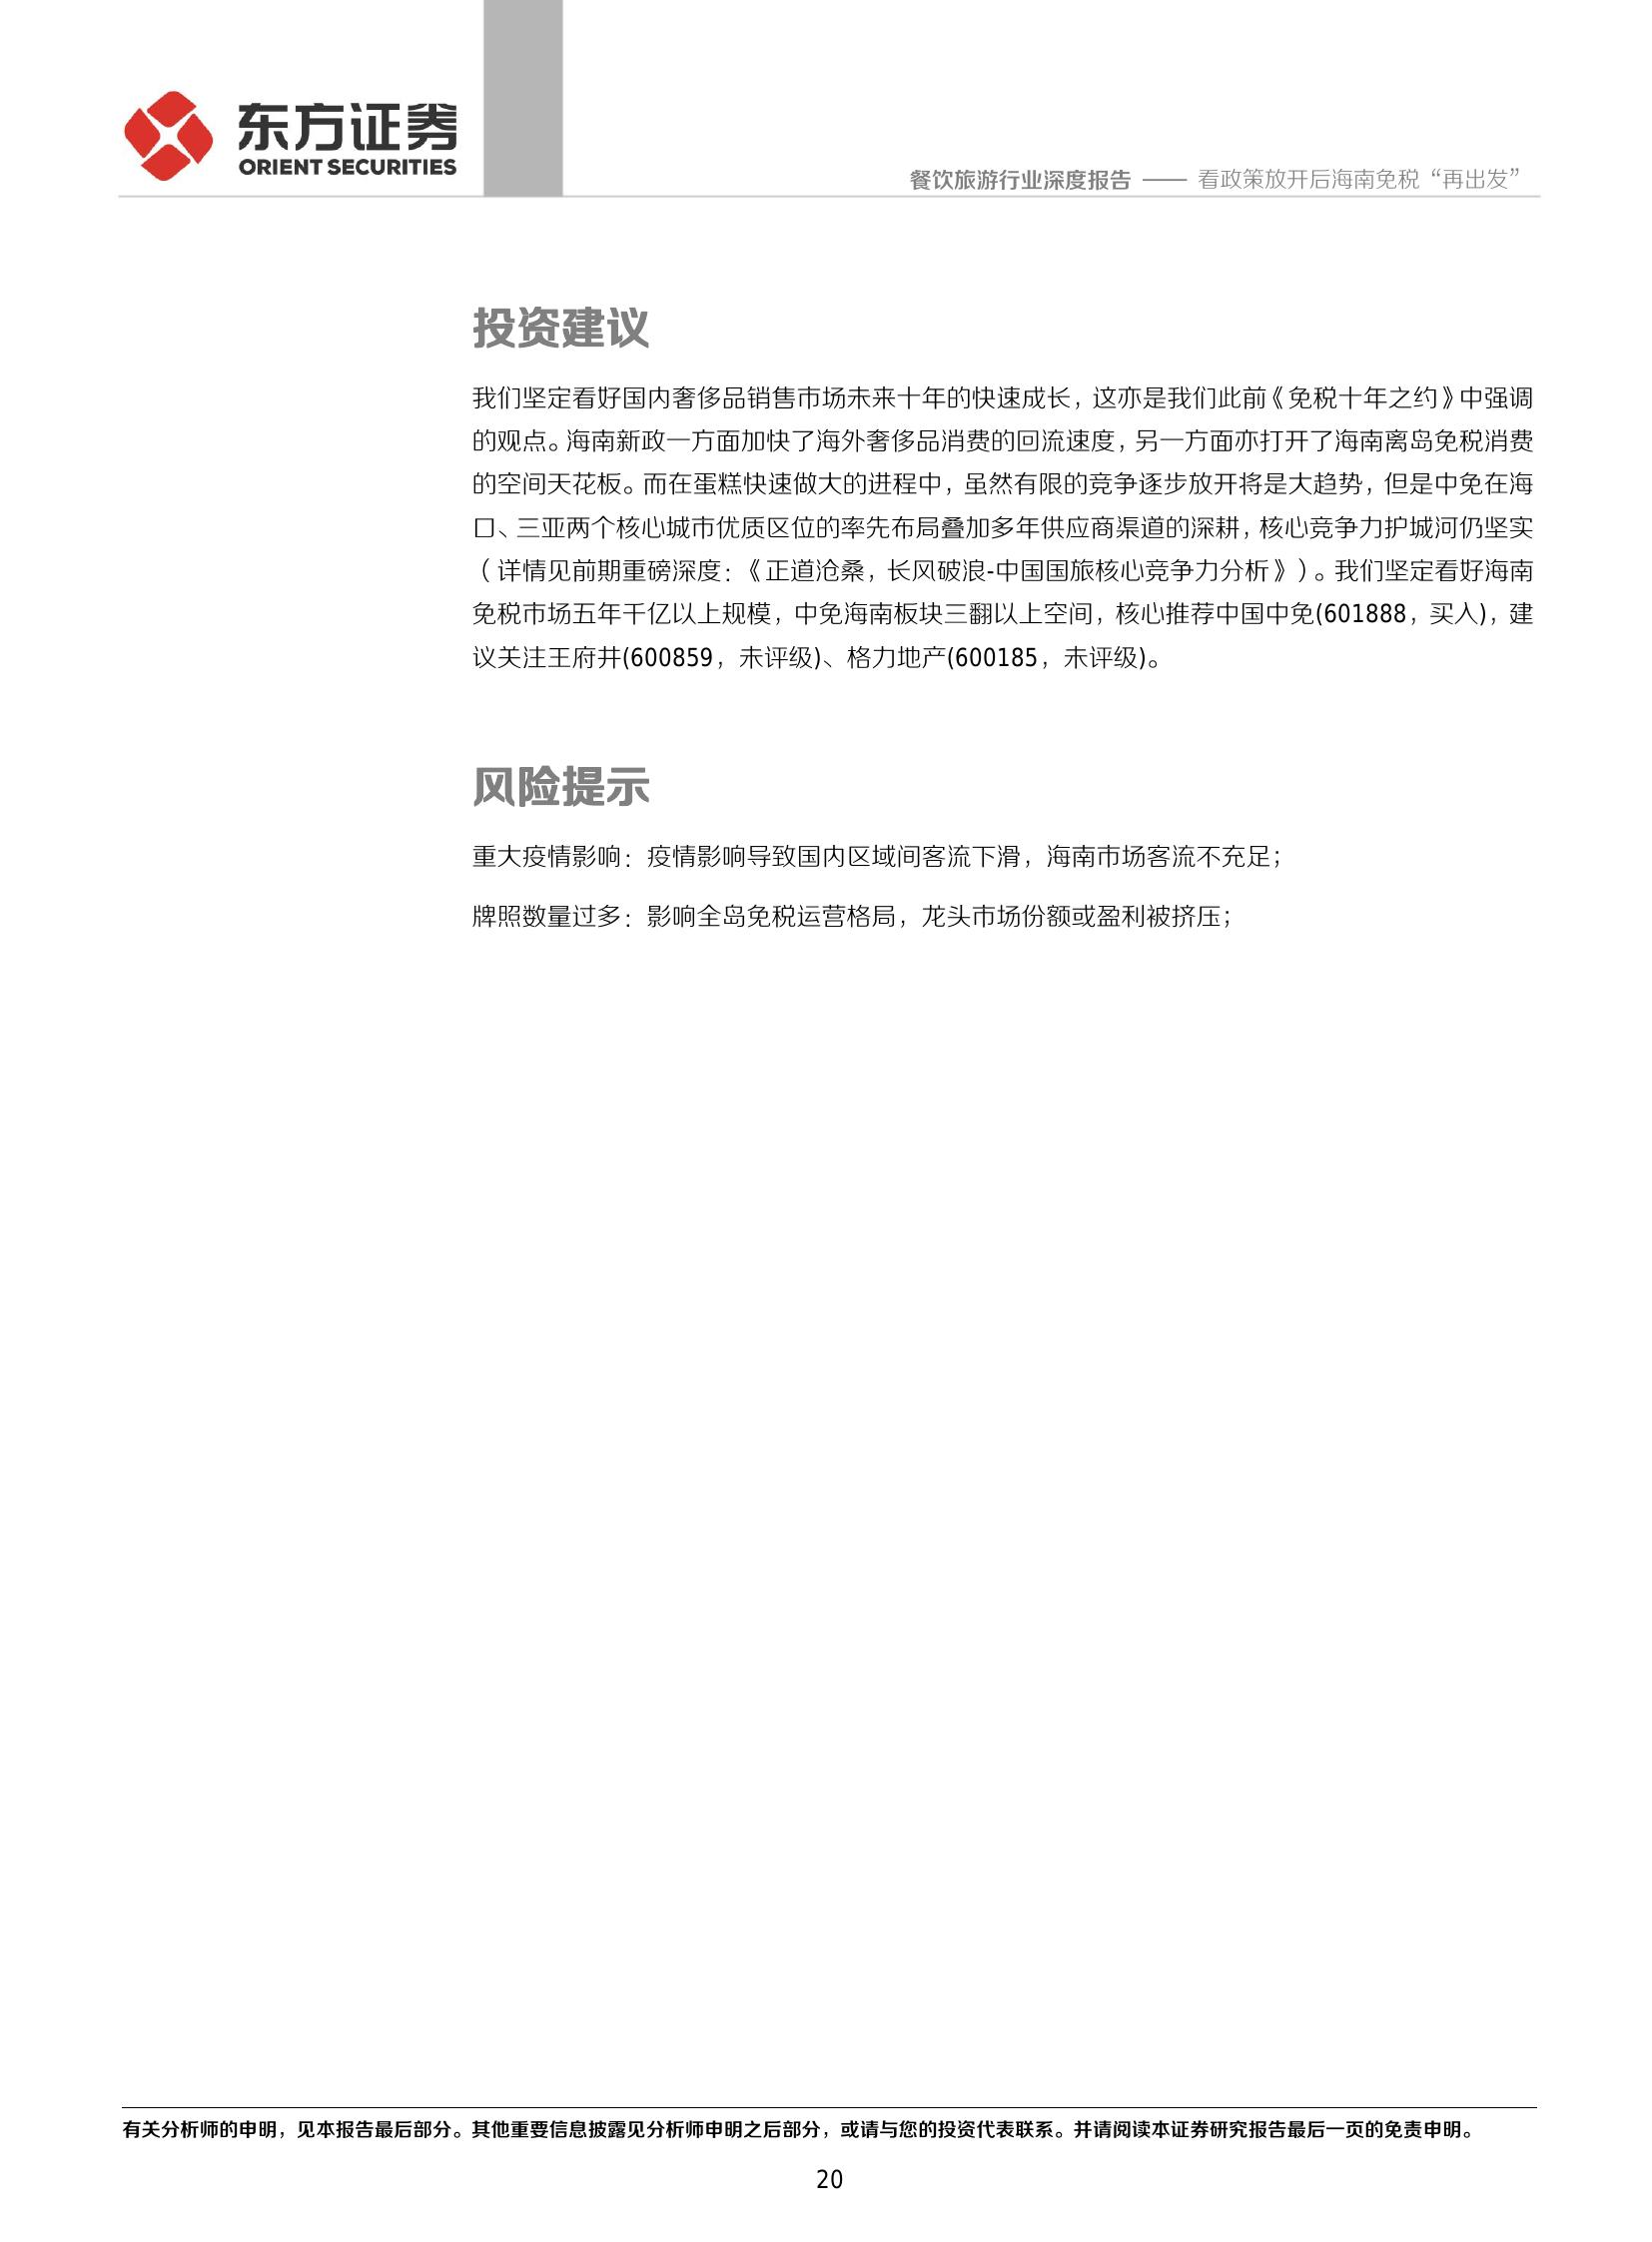 东方证券
ORIENT SECURITIES
餐饮旅游行业深度报告 —— 看政策放开后海南免税“再出发”
投资建议
我们坚定看好国内奢侈品销售市场未来十年的快速成长，这亦是我们此前《免税十年之约》中强调
的观点。海南新政一方面加快了海外奢侈品消费的回流速度，另一方面亦打开了海南离岛免税消费
的空间天花板。而在蛋糕快速做大的进程中，虽然有限的竞争逐步放开将是大趋势，但是中免在海
口、三亚两个核心城市优质区位的率先布局叠加多年供应商渠道的深耕，核心竞争力护城河仍坚实
（详情见前期重磅深度：《正道沧桑，长风破浪-中国国旅核心竞争力分析》）。我们坚定看好海南
免税市场五年千亿以上规模，中免海南板块三翻以上空间，核心推荐中国中免(601888，买入)，建
议关注王府井(600859，未评级)、格力地产(600185，未评级)。
风险提示
重大疫情影响：疫情影响导致国内区域间客流下滑，海南市场客流不充足；
牌照数量过多：影响全岛免税运营格局，龙头市场份额或盈利被挤压；
有关分析师的申明，见本报告最后部分。其他重要信息披露见分析师申明之后部分，或请与您的投资代表联系。并请阅读本证券研究报告最后一页的免责申明。
20